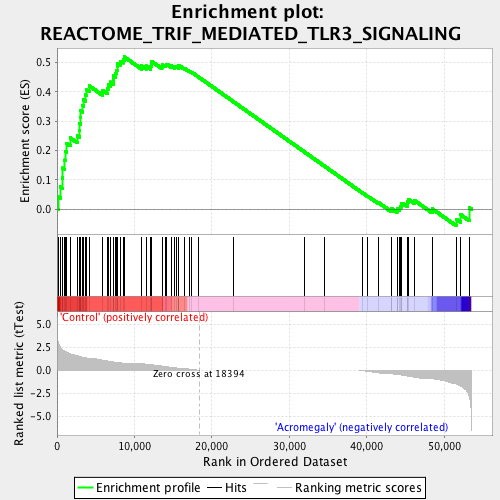 Enrichment plot:
REACTOME_TRIF_MEDIATED_TLR3_SIGNALING
Enrichment score (ES)
0.5
0.4
0.3
0.2
0.1
0.0
'Control' (positively correlated)
Ranked list metric (tTest)
5.0
2.5
0.0
-2.5
-5.0
Zero cross at 18394
'Acromegaly' (negatively correlated)
0
10,000
20,000
30,000
40,000
50,000
Rank in Ordered Dataset
Enrichment profile
Hits
Ranking metric scores